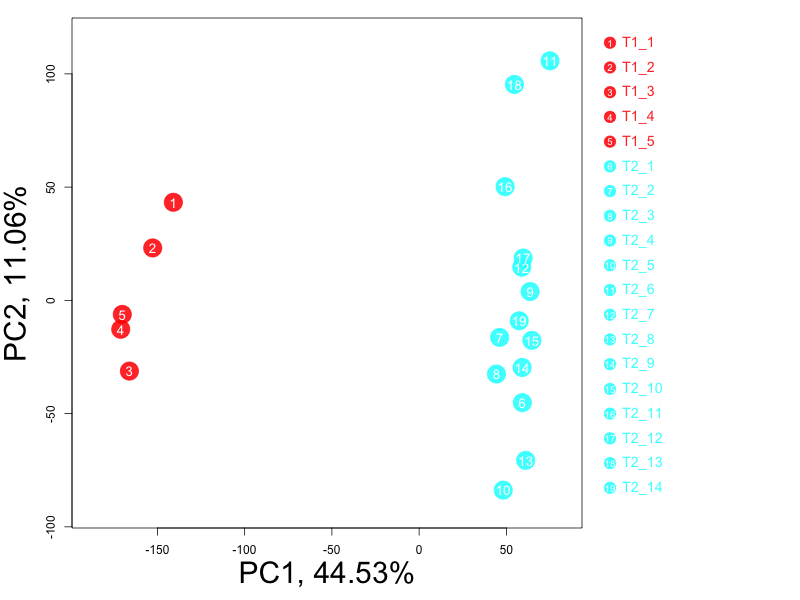 PC2, 11.06%
100
50
0
-50
-100
11
18
16
1
2
17
12
9
5
19
4
7
15
14
3
8
6
13
10
-150
-100
-50
0
50
PC1, 44.53%
1 T1_1
2 T1_2
3 T1_3
4 T1_4
5 T1_5
6 T2_1
7 T2_2
8 T2_3
9 T2_4
10 T2_5
11 T2_6
12 T2_7
13 T2_8
14 T2_9
15 T2_10
16 T2_11
17 T2_12
18 T2_13
19 T2_14